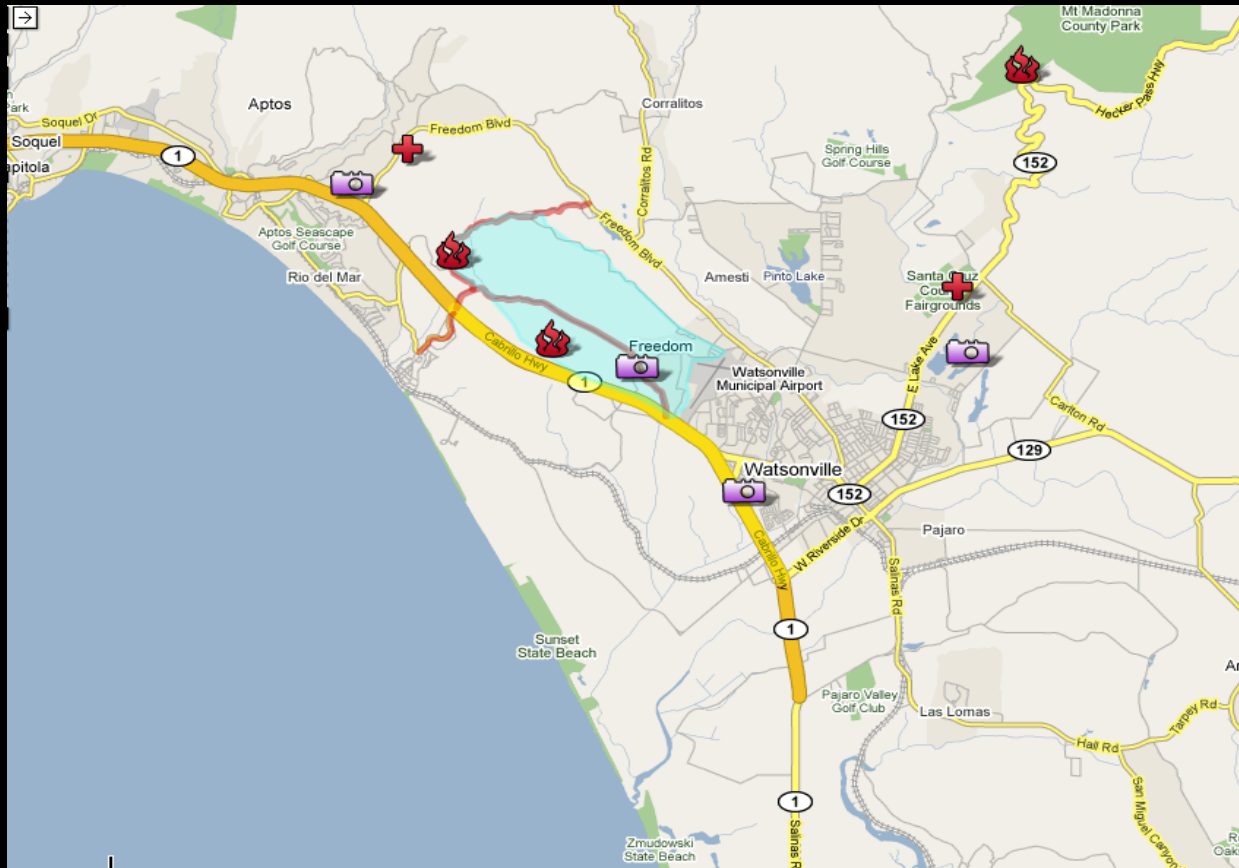 Mt Madonna
County Park
Hecker Pass Hwy
Park
Aptos
Corralitos
Soquel Dr
Freedom Blvd
Soquel
1
apitola
Spring Hills
Golf Course
152
Corralitos Rd
Aptos Seascape
Golf Course
Freedom Blvd
Rio del Mar
Amesti
Pinto Lake
Santa Cruz
County
Fairgrounds
Cabrillo Hwy
Freedom
1
Watsonville
Municipal Airport
E Lake Ave
152
Carlton Rd
129
Watsonville
152
W Riverside Dr
Pajaro
Cabrillo Hwy
Salinas Rd
1
Sunset
State Beach
Pajaro Valley
Golf Club
Las Lomas
Tarpey Rd
Hall Rd
San Miguel Canyon
1
Salinas R
Zmudowski
State Beach